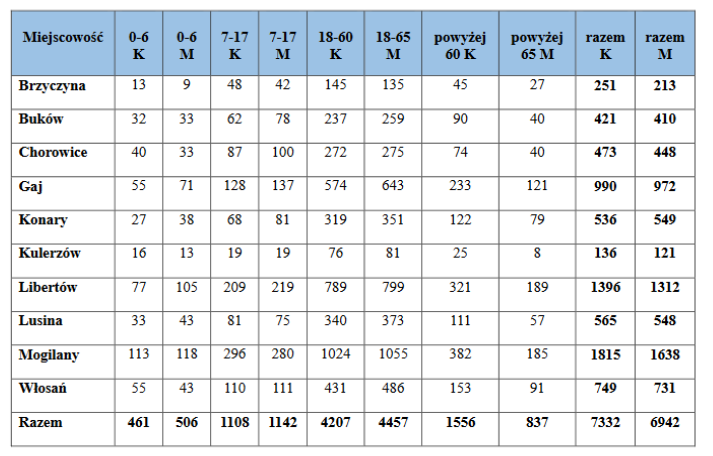 Miejscowość 0-6 K 0-6 M 7-17 K 7-17 M 18-60 K 18-65 M powyżej 60 K powyżej 65 M razem K razem M
Brzyczyna 13 9 48 42 145 135 45 27 251 213
Buków 32 33 62 78 237 259 90 40 421 410
Chorowice 40 33 87 100 272 275 74 40 473 448
Gaj 55 71 128 137 574 643 233 121 990 972
Konary 27 38 68 81 319 351 122 79 536 549
Kulerzów 16 13 19 19 76 81 25 8 136 121
Libertów 77 105 209 219 789 799 321 189 1396 1312
Lusina 33 43 81 75 340 373 111 57 565 548
Mogilany 113 118 296 280 1024 1055 382 185 1815 1638
Włosań 55 43 110 111 431 486 153 91 749 731
Razem 461 506 1108 1142 4207 4457 1556 837 7332 6942